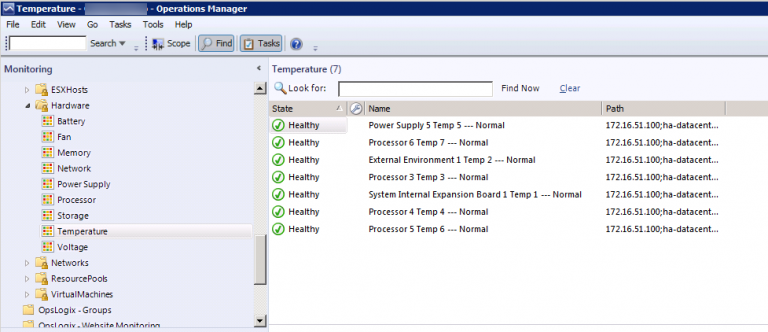 Temperature - - Operations Manager
File Edit View Go Tasks Tools Help
Search Scope Find Tasks
Monitoring
ESXHosts
Hardware
Battery
Fan
Memory
Network
Power Supply
Processor
Storage
Temperature
Voltage
Networks
ResourcePools
VirtualMachines
OpsLogix - Groups
OpsLogix - Website Monitoring
Temperature (7)
Look for: Find Now Clear
State Name Path
Healthy Power Supply 5 Temp 5 --- Normal 172.16.51.100;ha-datacent...
Healthy Processor 6 Temp 7 --- Normal 172.16.51.100;ha-datacent...
Healthy External Environment 1 Temp 2 --- Normal 172.16.51.100;ha-datacent...
Healthy Processor 3 Temp 3 --- Normal 172.16.51.100;ha-datacent...
Healthy System Internal Expansion Board 1 Temp 1 --- Normal 172.16.51.100;ha-datacent...
Healthy Processor 4 Temp 4 --- Normal 172.16.51.100;ha-datacent...
Healthy Processor 5 Temp 6 --- Normal 172.16.51.100;ha-datacent...